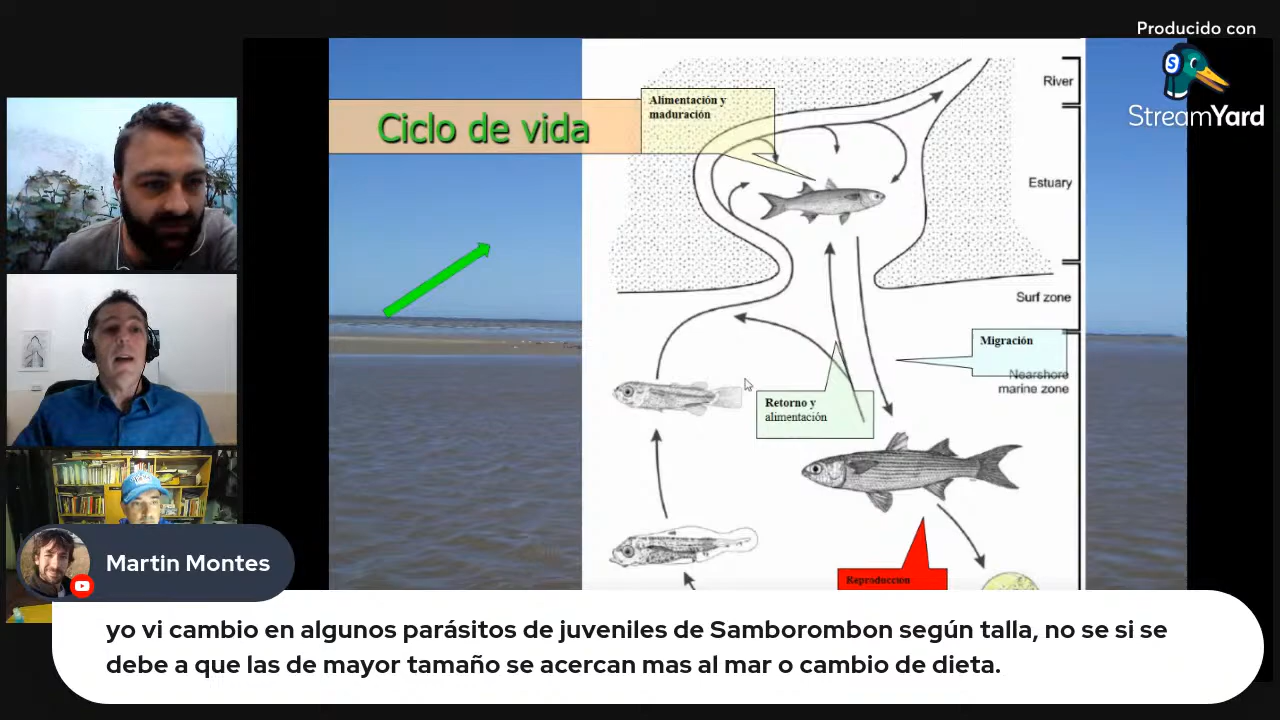 Producido con
StreamYard
Ciclo de vida
Alimentación y
maduración
River
Estuary
Surf zone
Migración
Nearshore
marine zone
Retorno y
alimentación
Reproducción
Martin Montes
yo vi cambio en algunos parásitos de juveniles de Samborombon según talla, no se si se
debe a que las de mayor tamaño se acercan mas al mar o cambio de dieta.